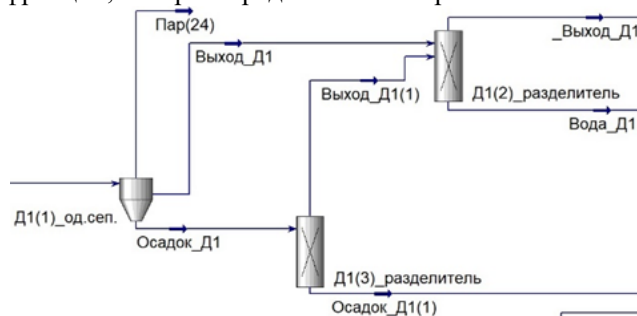 Пар(24)
_Выход_Д1
Выход_Д1
Выход_Д1(1)
Д1(2)_разделитель
Вода_Д1
Д1(1)_од.сеп.
Осадок_Д1
Д1(3)_разделитель
Осадок_Д1(1)